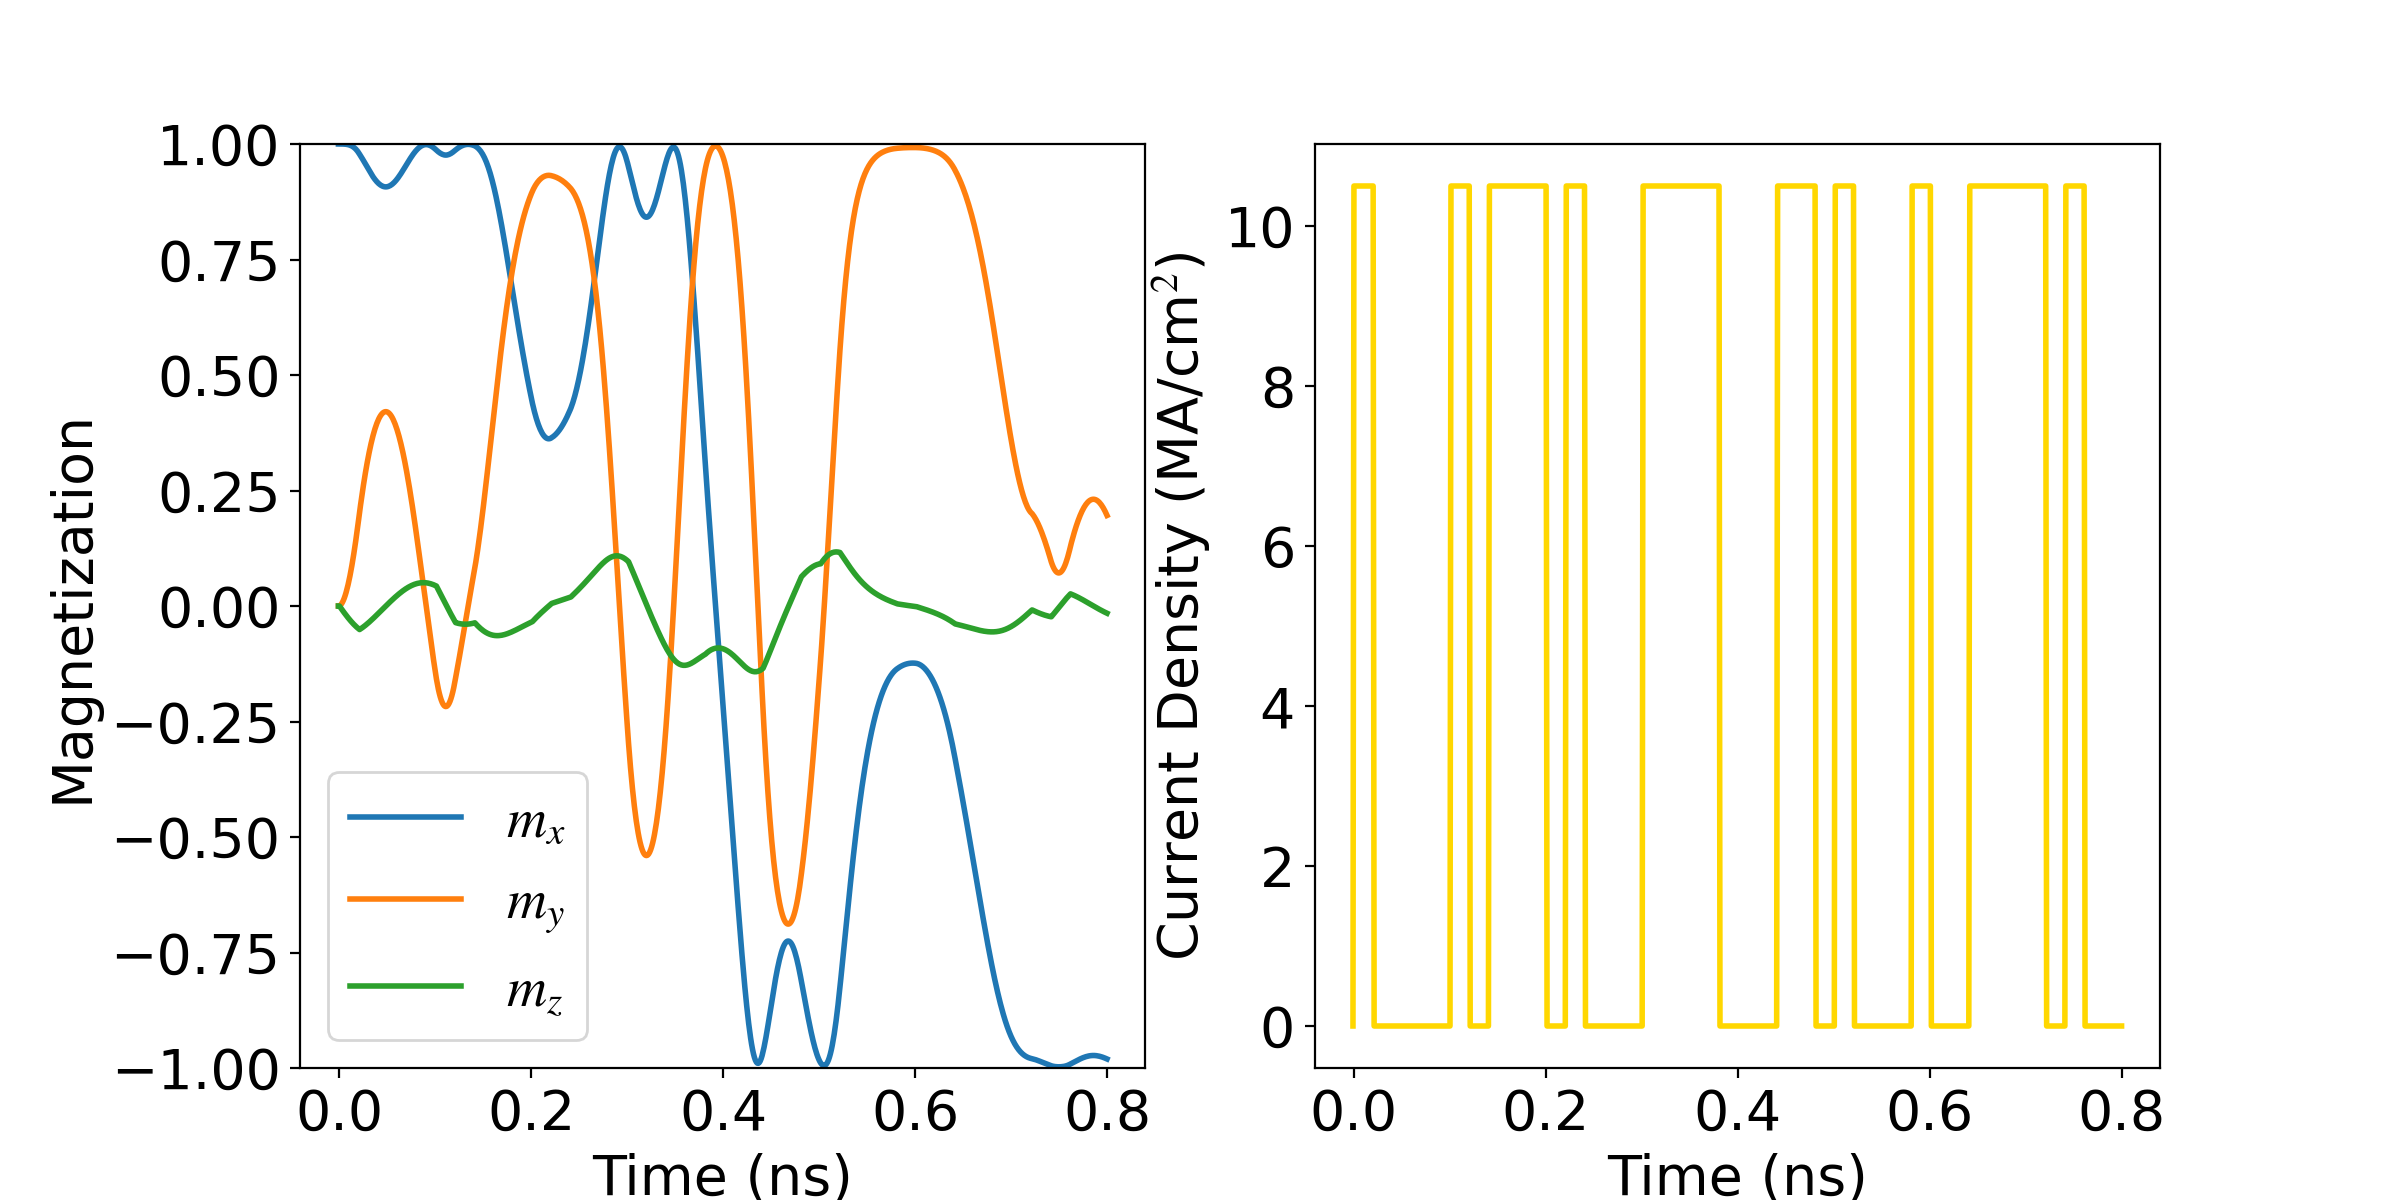 Magnetization
1.00
0.75
0.50
0.25
0.00
−0.25
−0.50
−0.75
−1.00
m_x
m_y
m_z
0.0 0.2 0.4 0.6 0.8
Time (ns)
Current Density (MA/cm²)
10
8
6
4
2
0
0.0 0.2 0.4 0.6 0.8
Time (ns)